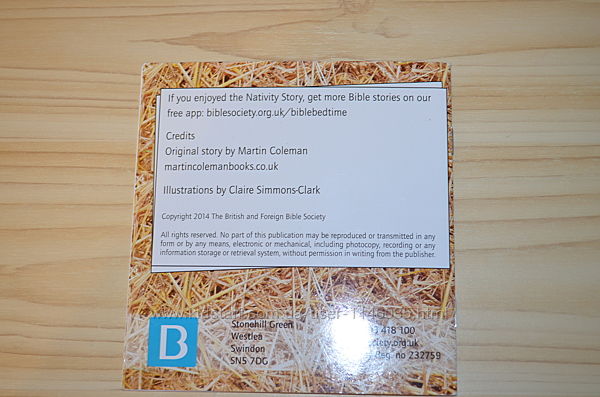 If you enjoyed the Nativity Story, get more Bible stories on our
free app: biblesociety.org.uk/biblebedtime
Credits
Original story by Martin Coleman
martincolemanbooks.co.uk
Illustrations by Claire Simmons-Clark
Copyright 2014 The British and Foreign Bible Society
All rights reserved. No part of this publication may be reproduced or transmitted in any
form or by any means, electronic or mechanical, including photocopy, recording or any
information storage or retrieval system, without permission in writing from the publisher.
B
Stonehill Green
Westlea
Swindon
SN5 7DG
418 100
ciety.org.uk
Reg. no 232759